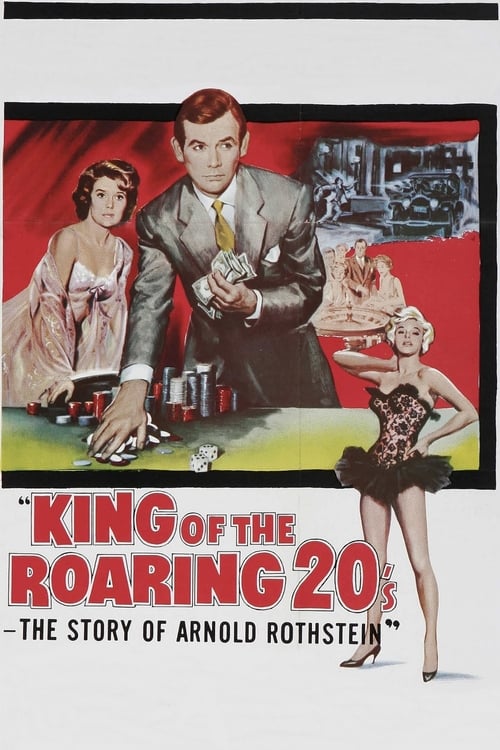 "KING OF THE
ROARING 20's
–THE STORY OF ARNOLD ROTHSTEIN"